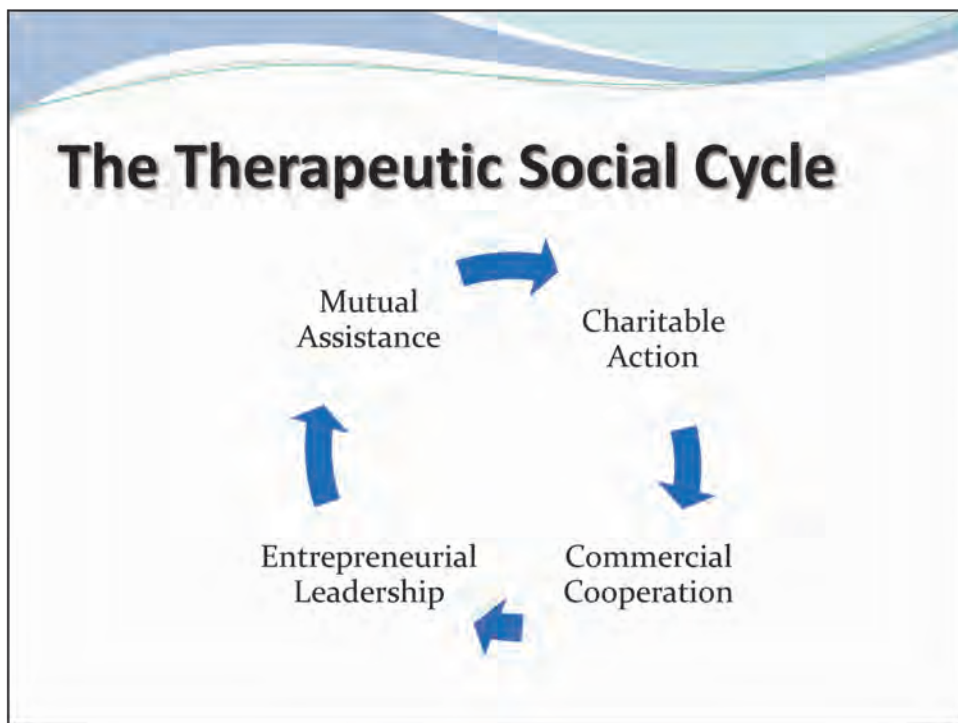 The Therapeutic Social Cycle
Mutual
Assistance
Charitable
Action
Commercial
Cooperation
Entrepreneurial
Leadership